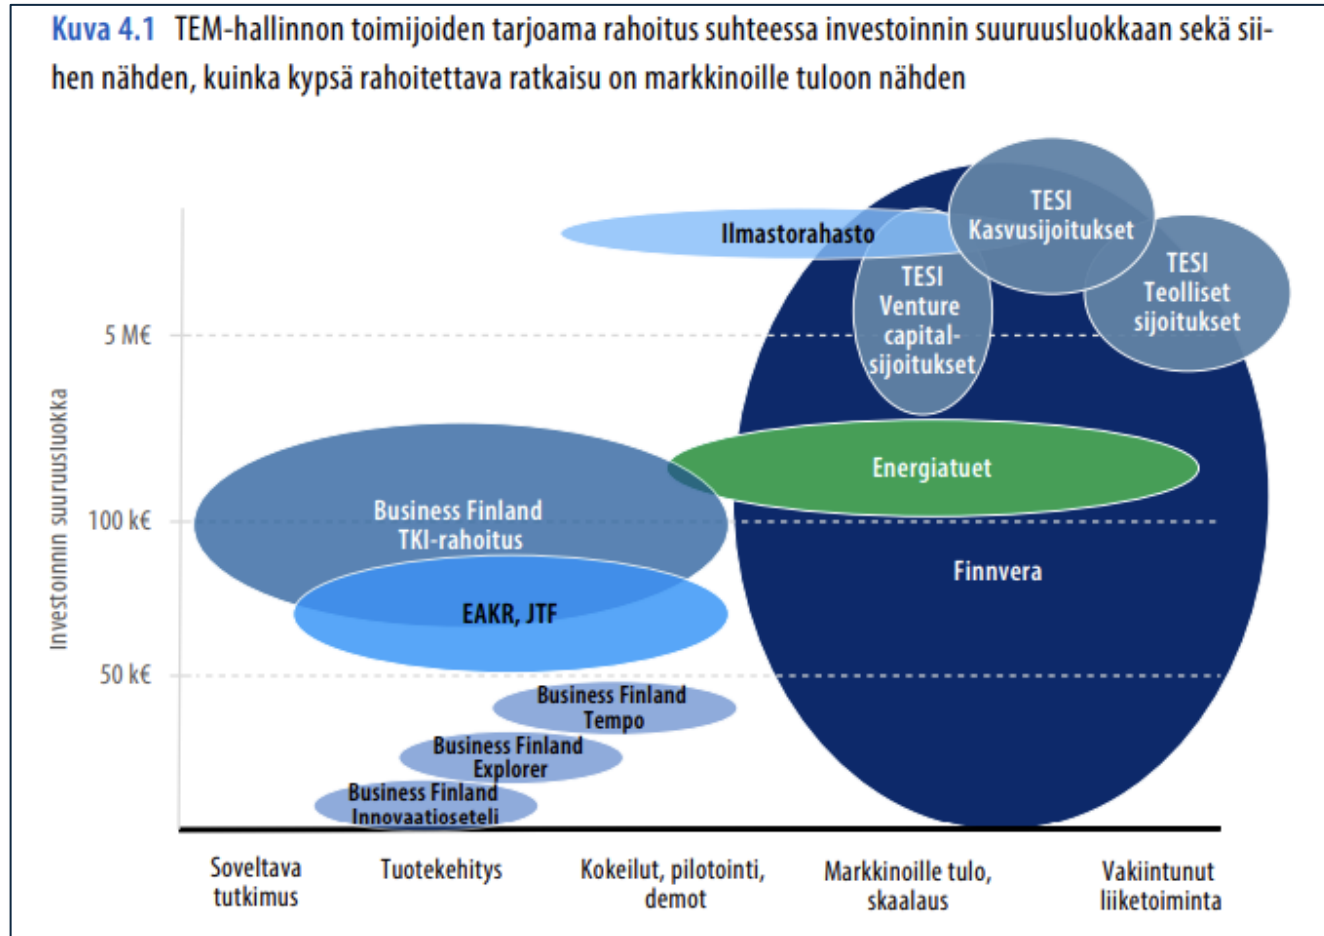 Kuva 4.1 TEM-hallinnon toimijoiden tarjoama rahoitus suhteessa investoinnin suuruusluokkaan sekä sii-
hen nähden, kuinka kypsä rahoitettava ratkaisu on markkinoille tuloon nähden
TESI
Kasvusijoitukset
Ilmastorahasto
TESI
Teolliset
sijoitukset
TESI
Venture
capital-
sijoitukset
5 M€
Investoinnin suuruusluokka
Energiatuet
Business Finland
TKI-rahoitus
100 k€
Finnvera
EAKR, JTF
50 k€
Business Finland
Tempo
Business Finland
Explorer
Business Finland
Innovaatioseteli
Soveltava
tutkimus
Tuotekehitys
Kokeilut, pilotointi,
demot
Markkinoille tulo,
skaalaus
Vakiintunut
liiketoiminta